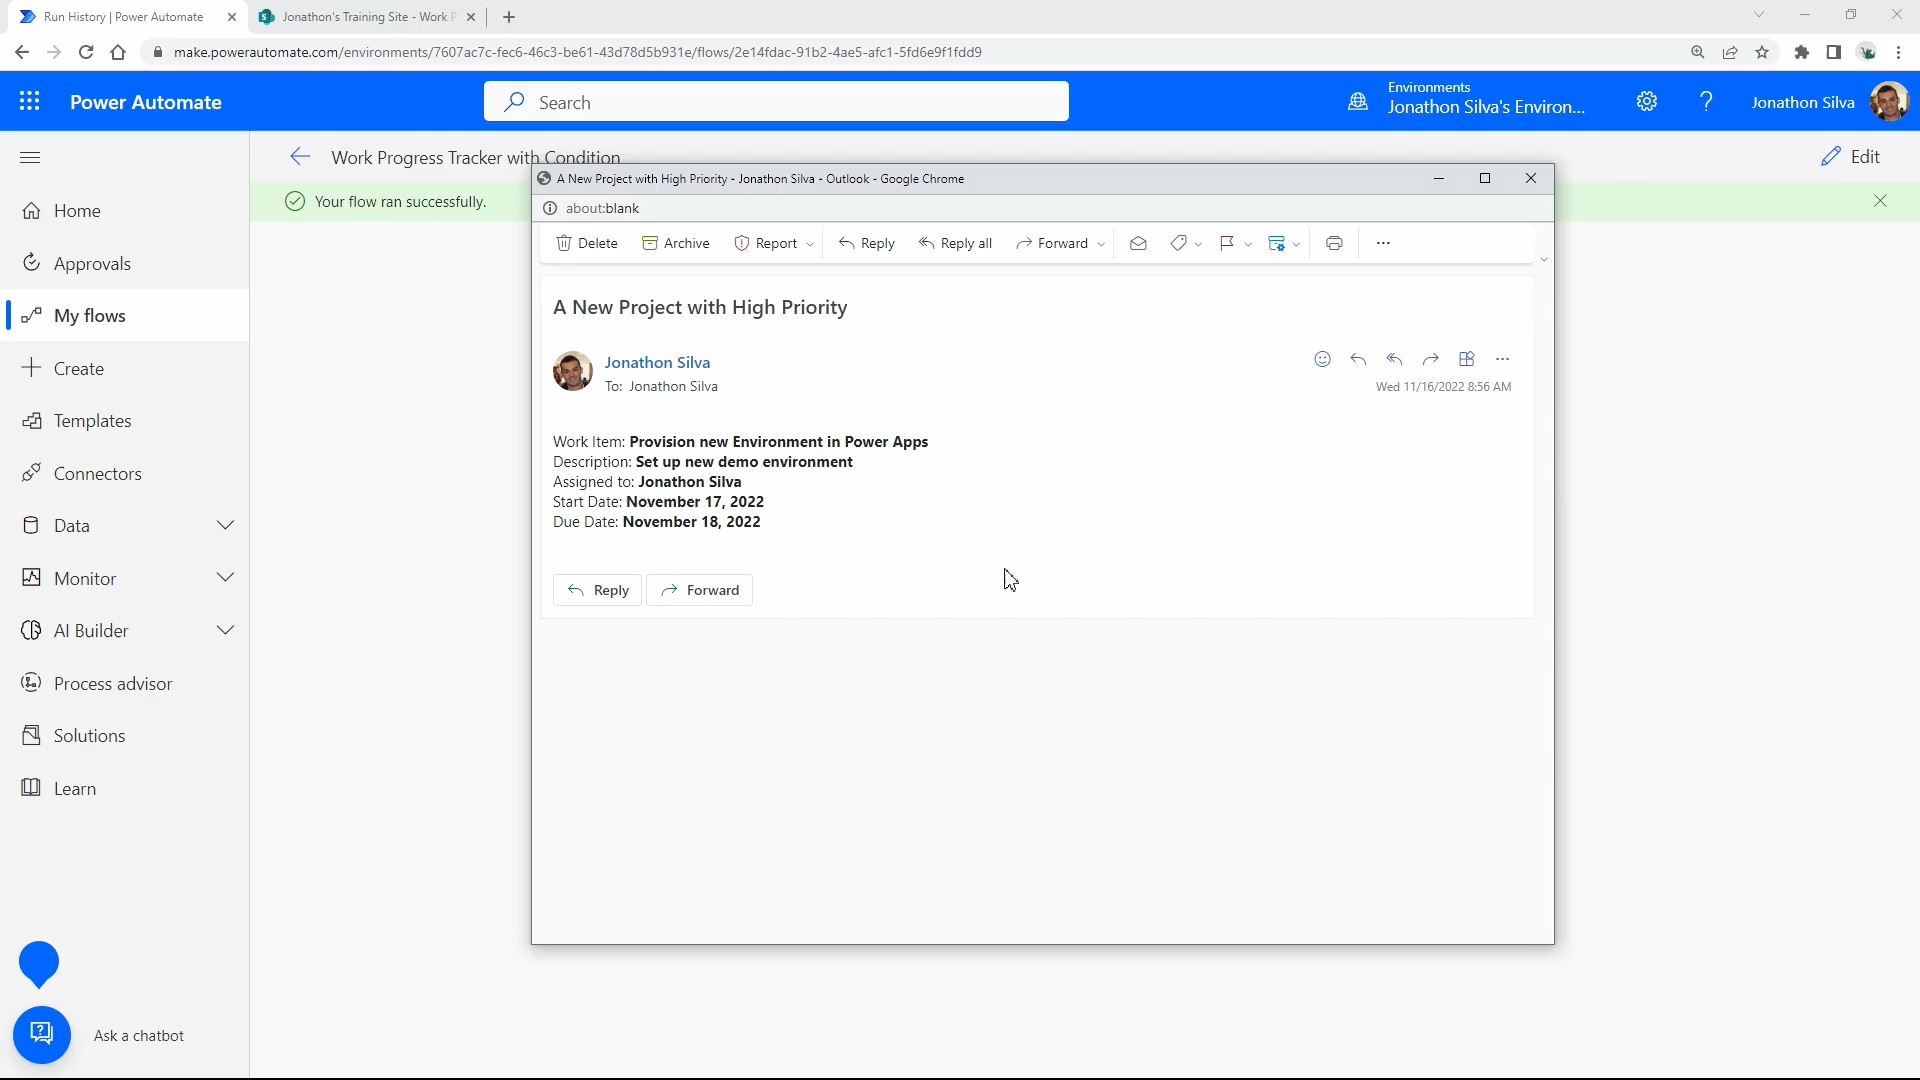 Run History | Power Automate
Jonathon's Training Site - Work P
make.powerautomate.com/environments/7607ac7c-fec6-46c3-be61-43d78d5b931e/flows/2e14fdac-91b2-4ae5-afc1-5fd6e9f1fdd9
Power Automate
Search
Environments
Jonathon Silva's Environ...
Jonathon Silva
Work Progress Tracker with Condition
Edit
Your flow ran successfully.
Home
Approvals
My flows
Create
Templates
Connectors
Data
Monitor
AI Builder
Process advisor
Solutions
Learn
Ask a chatbot
A New Project with High Priority - Jonathon Silva - Outlook - Google Chrome
about:blank
Delete
Archive
Report
Reply
Reply all
Forward
A New Project with High Priority
Jonathon Silva
To: Jonathon Silva
Wed 11/16/2022 8:56 AM
Work Item: Provision new Environment in Power Apps
Description: Set up new demo environment
Assigned to: Jonathon Silva
Start Date: November 17, 2022
Due Date: November 18, 2022
Reply
Forward